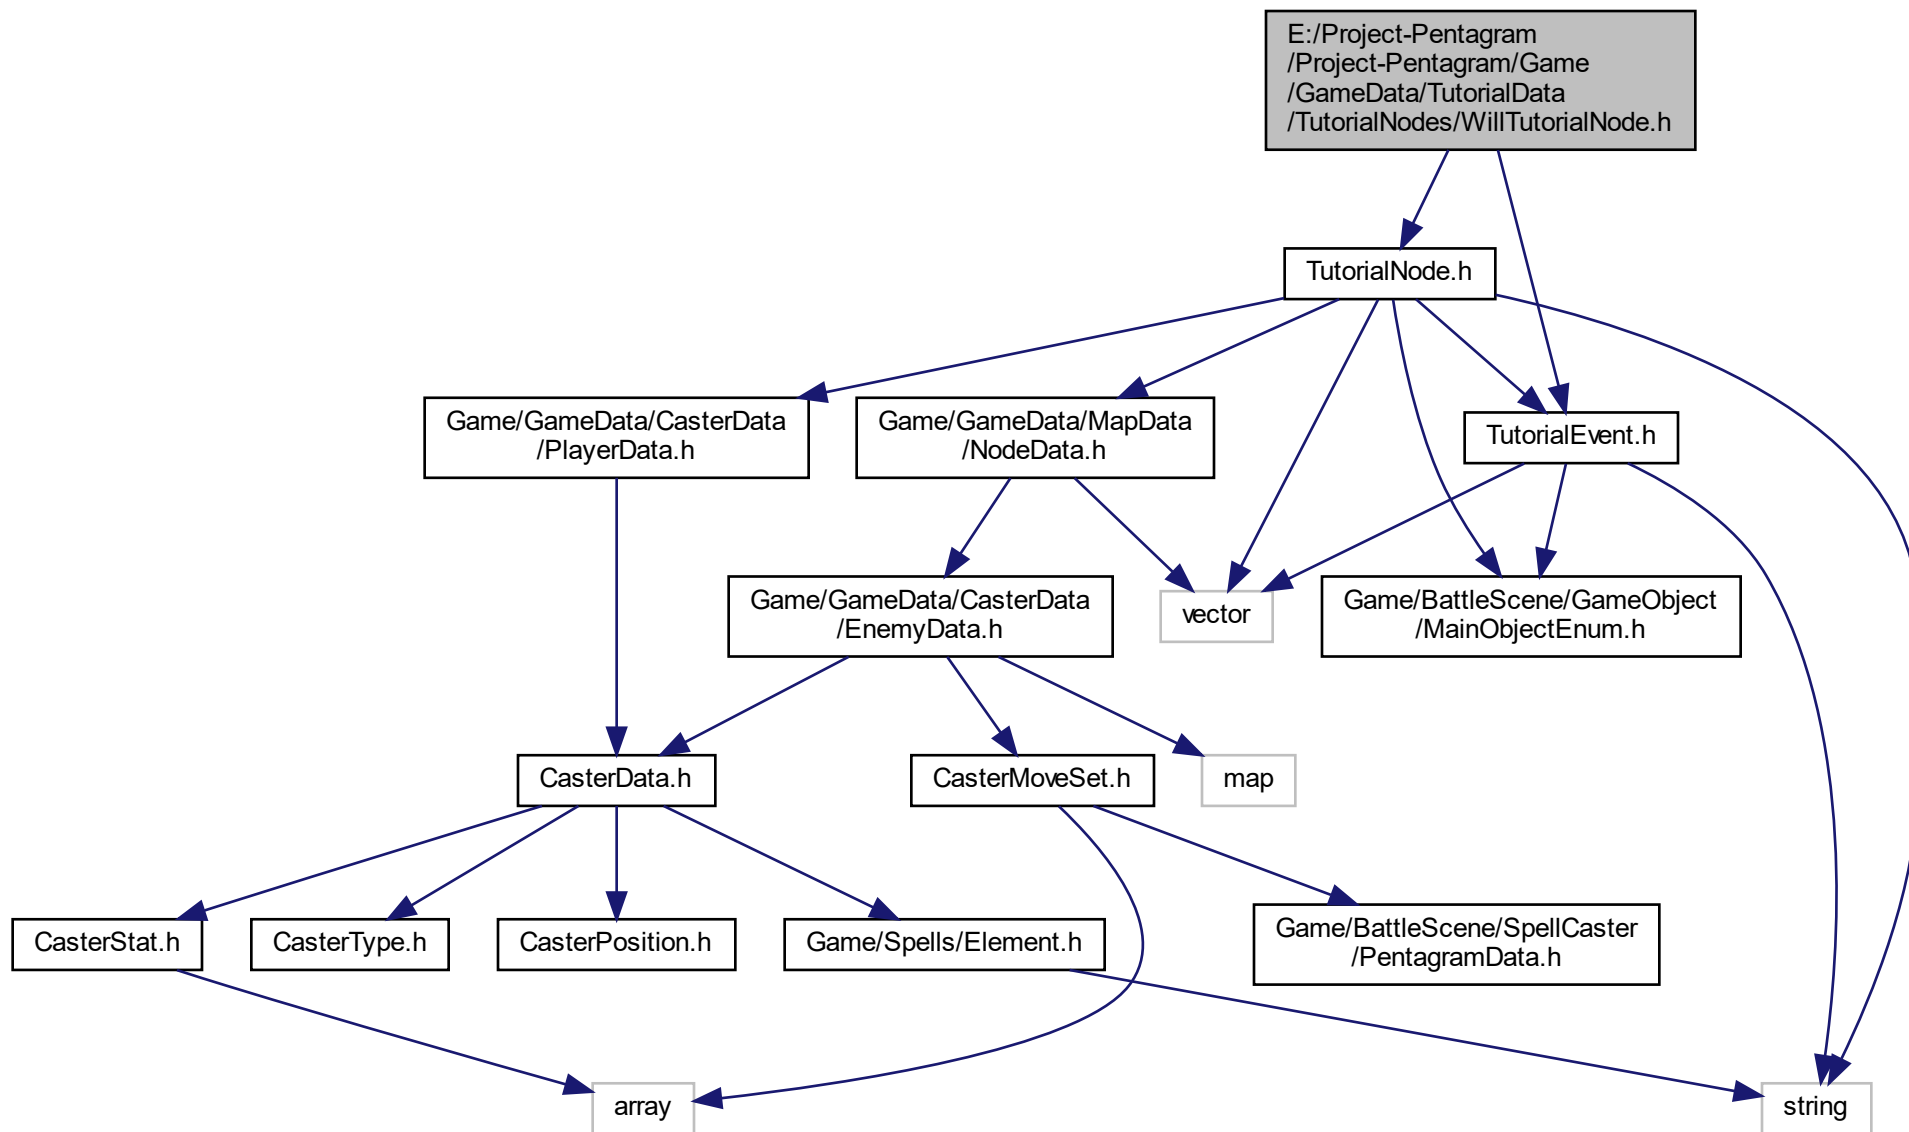 E:/Project-Pentagram
/Project-Pentagram/Game
/GameData/TutorialData
/TutorialNodes/WillTutorialNode.h
TutorialNode.h
Game/GameData/CasterData
/PlayerData.h
Game/GameData/MapData
/NodeData.h
TutorialEvent.h
Game/GameData/CasterData
/EnemyData.h
vector
Game/BattleScene/GameObject
/MainObjectEnum.h
CasterData.h
CasterMoveSet.h
map
CasterStat.h
CasterType.h
CasterPosition.h
Game/Spells/Element.h
Game/BattleScene/SpellCaster
/PentagramData.h
array
string